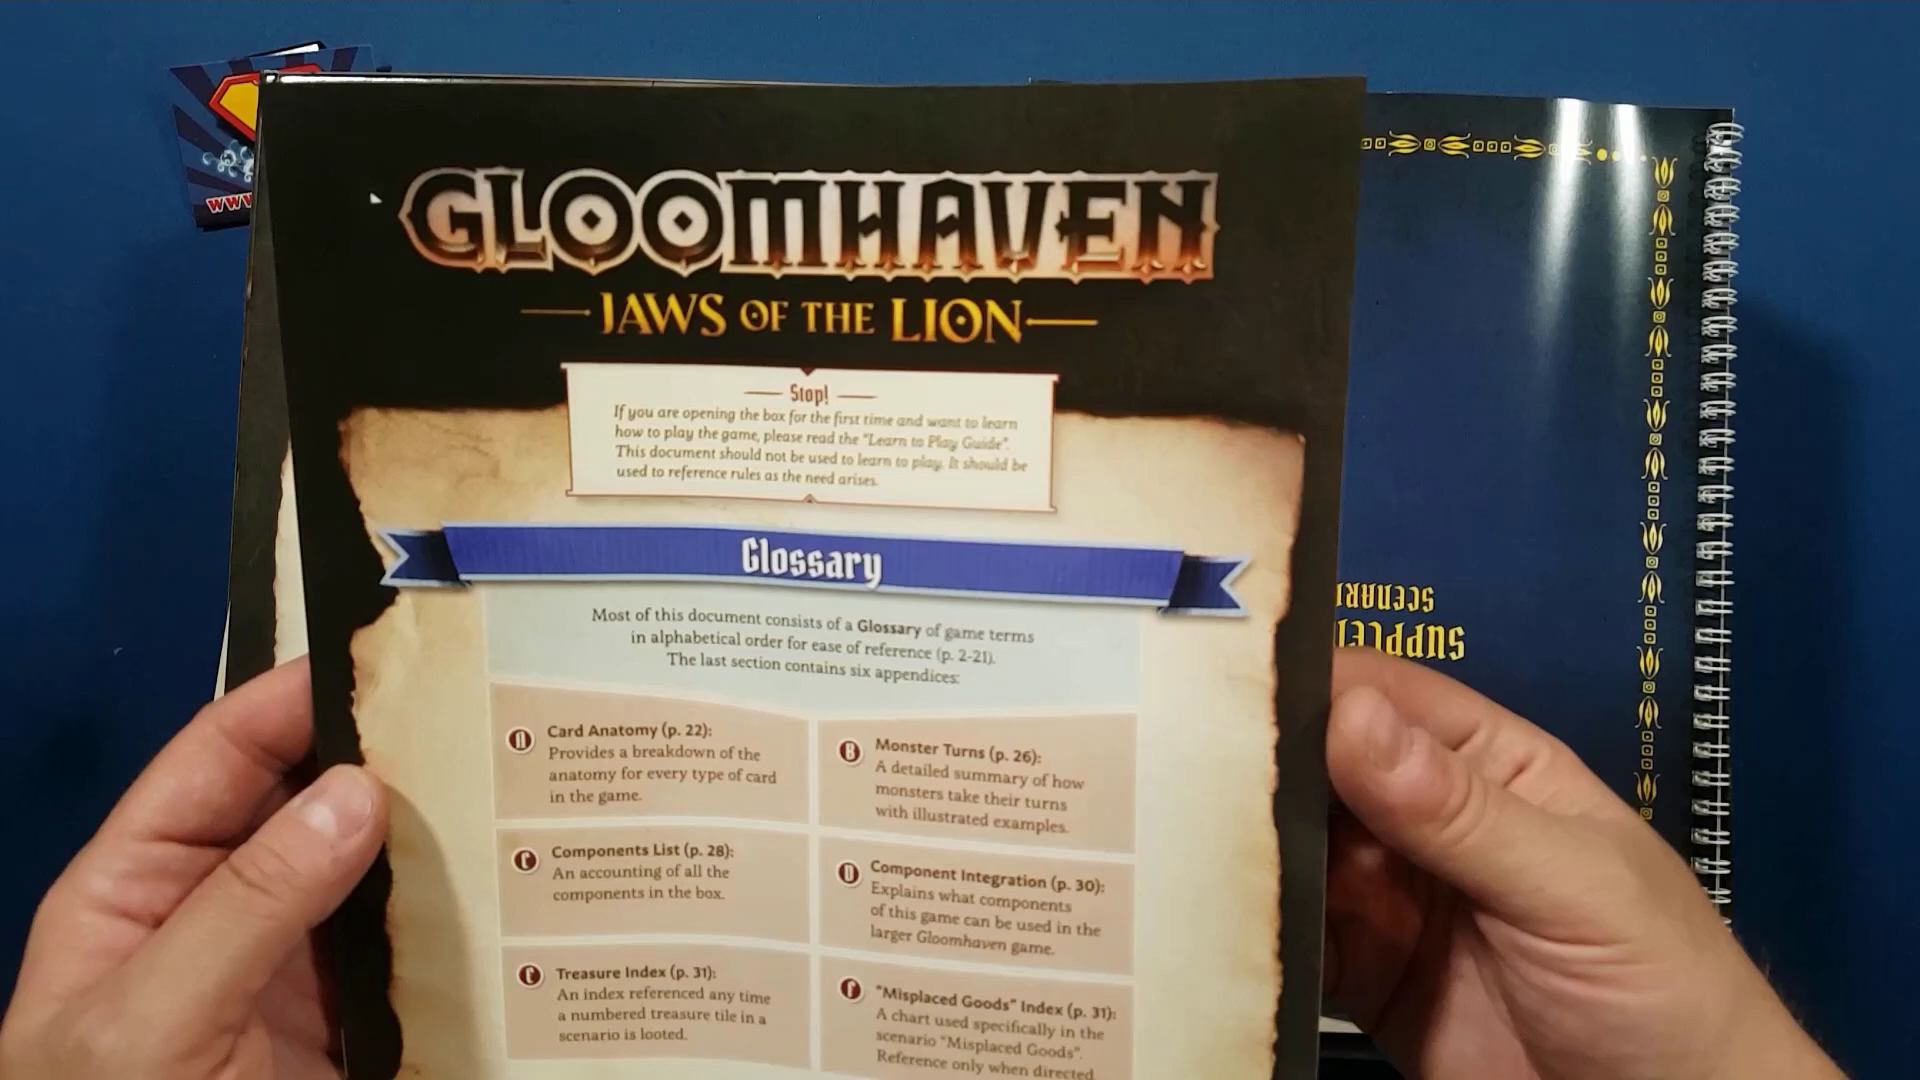 WWW
GLOOMHAVEN
JAWS OF THE LION
Stop!
If you are opening the box for the first time and want to learn
how to play the game, please read the "Learn to Play Guide".
This document should not be used to learn to play. It should be
used to reference rules as the need arises.
Glossary
Most of this document consists of a Glossary of game terms
in alphabetical order for ease of reference (p. 2-21).
The last section contains six appendices:
A Card Anatomy (p. 22):
Provides a breakdown of the
anatomy for every type of card
in the game.
B Monster Turns (p. 26):
A detailed summary of how
monsters take their turns
with illustrated examples.
C Components List (p. 28):
An accounting of all the
components in the box.
D Component Integration (p. 30):
Explains what components
of this game can be used in the
larger Gloomhaven game.
Treasure Index (p. 31):
An index referenced any time
a numbered treasure tile in a
scenario is looted.
"Misplaced Goods" Index (p. 31):
A chart used specifically in the
scenario "Misplaced Goods".
Reference only when directed
SUPPLE
SCENARI